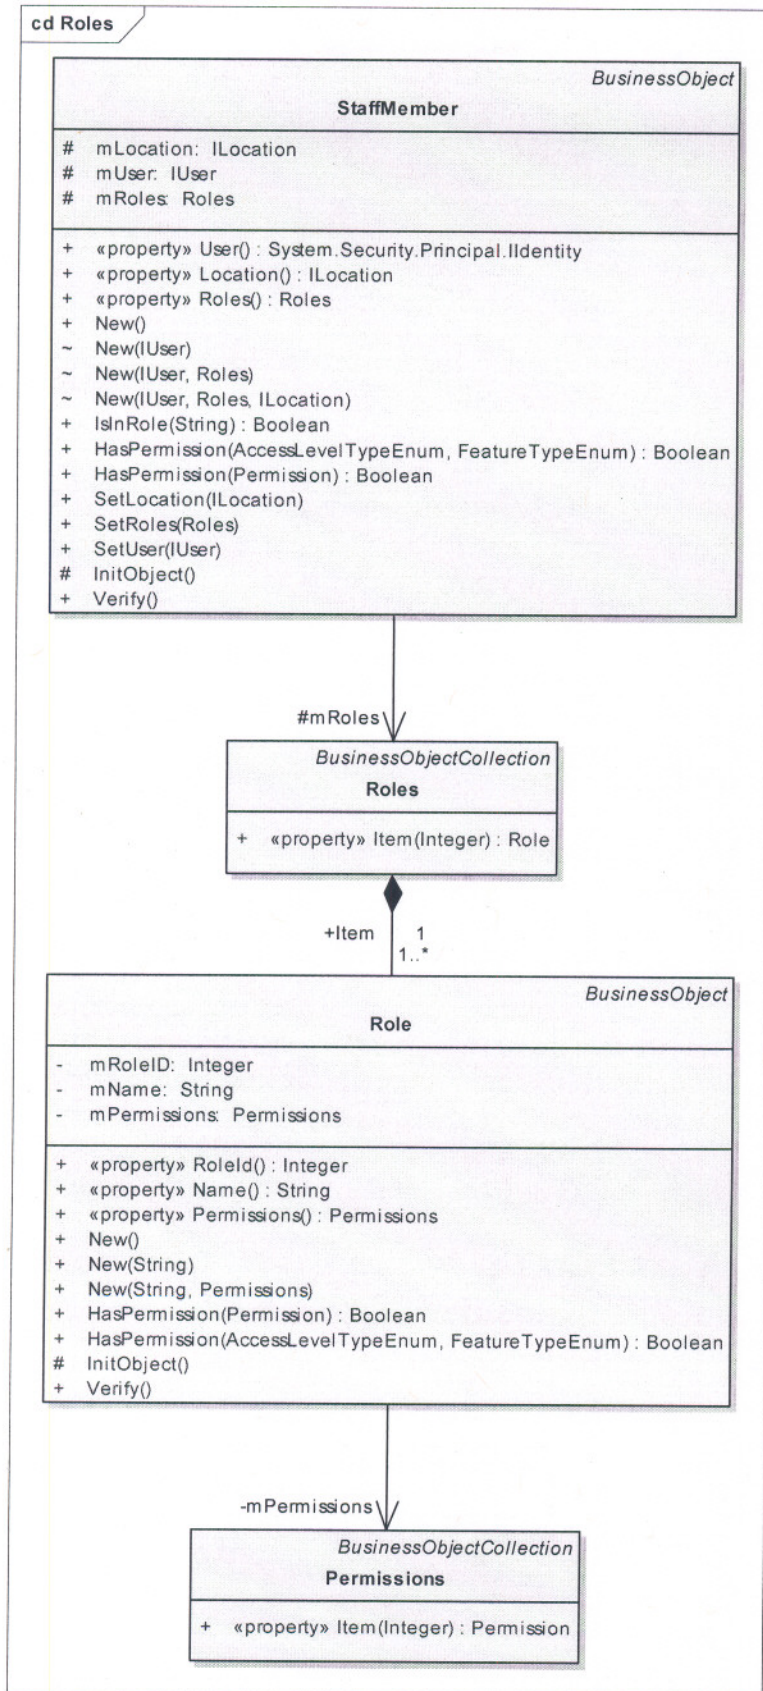 cd Roles
BusinessObject
StaffMember
# mLocation: ILocation
# mUser: IUser
# mRoles: Roles
+ «property» User() : System.Security.Principal.IIdentity
+ «property» Location() : ILocation
+ «property» Roles() : Roles
+ New()
~ New(IUser)
~ New(IUser, Roles)
~ New(IUser, Roles, ILocation)
+ IsInRole(String) : Boolean
+ HasPermission(AccessLevelTypeEnum, FeatureTypeEnum) : Boolean
+ HasPermission(Permission) : Boolean
+ SetLocation(ILocation)
+ SetRoles(Roles)
+ SetUser(IUser)
# InitObject()
+ Verify()
#mRoles
BusinessObjectCollection
Roles
+ «property» Item(Integer) : Role
+Item 1
1..*
BusinessObject
Role
- mRoleID: Integer
- mName: String
- mPermissions: Permissions
+ «property» RoleId() : Integer
+ «property» Name() : String
+ «property» Permissions() : Permissions
+ New()
+ New(String)
+ New(String, Permissions)
+ HasPermission(Permission) : Boolean
+ HasPermission(AccessLevelTypeEnum, FeatureTypeEnum) : Boolean
# InitObject()
+ Verify()
-mPermissions
BusinessObjectCollection
Permissions
+ «property» Item(Integer) : Permission